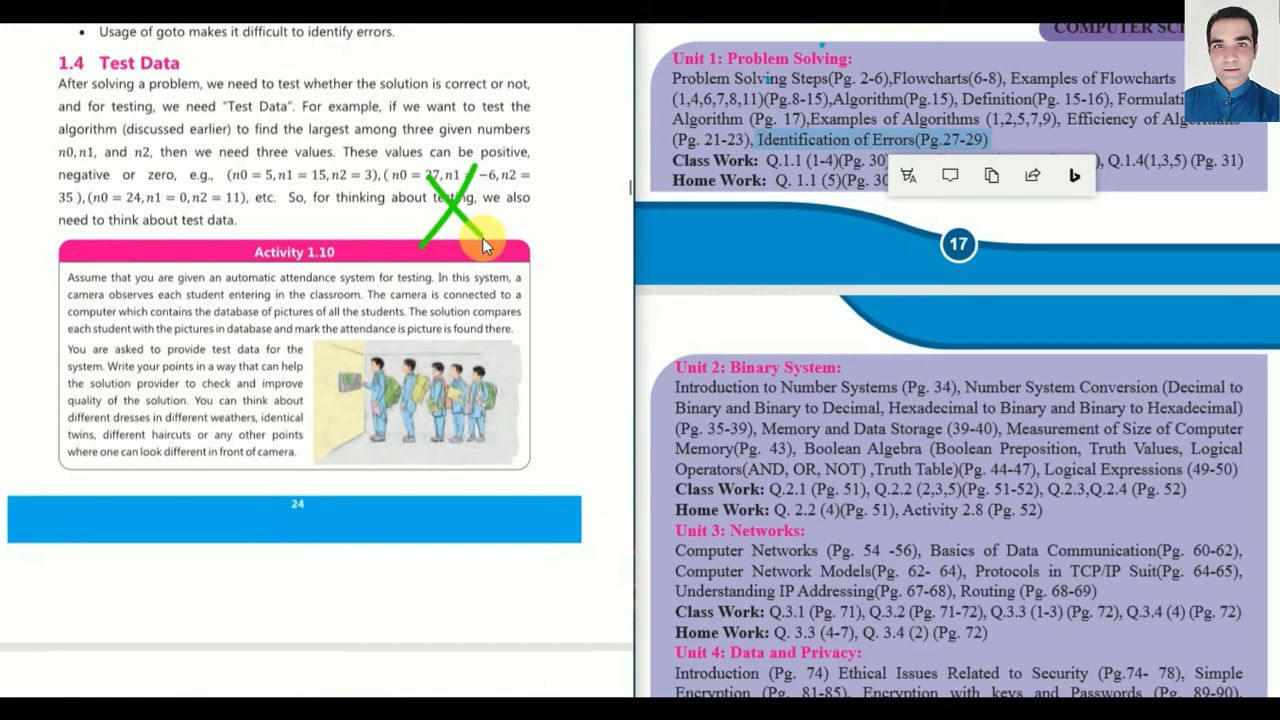 • Usage of goto makes it difficult to identify errors.
1.4 Test Data
After solving a problem, we need to test whether the solution is correct or not,
and for testing, we need "Test Data". For example, if we want to test the
algorithm (discussed earlier) to find the largest among three given numbers
n0,n1, and n2, then we need three values. These values can be positive,
negative or zero, e.g., (n0 = 5,n1 = 15,n2 = 3),( n0 = 27,n1 = −6,n2 =
35 ),(n0 = 24,n1 = 0,n2 = 11), etc. So, for thinking about testing, we also
need to think about test data.
Activity 1.10
Assume that you are given an automatic attendance system for testing. In this system, a
camera observes each student entering in the classroom. The camera is connected to a
computer which contains the database of pictures of all the students. The solution compares
each student with the pictures in database and mark the attendance is picture is found there.
You are asked to provide test data for the
system. Write your points in a way that can help
the solution provider to check and improve
quality of the solution. You can think about
different dresses in different weathers, identical
twins, different haircuts or any other points
where one can look different in front of camera.
24
COMPUTER
Unit 1: Problem Solving:
Problem Solving Steps(Pg. 2-6),Flowcharts(6-8), Examples of Flowcharts
(1,4,6,7,8,11)(Pg.8-15),Algorithm(Pg.15), Definition(Pg. 15-16),
Algorithm (Pg. 17),Examples of Algorithms (1,2,5,7,9), Efficiency of Algorithms
(Pg. 21-23), Identification of Errors(Pg.27-29)
Class Work: Q.1.1 (1-4)(Pg. 30), Q.1.4(1,3,5) (Pg. 31)
Home Work: Q. 1.1 (5)(Pg. 30
17
Unit 2: Binary System:
Introduction to Number Systems (Pg. 34), Number System Conversion (Decimal to
Binary and Binary to Decimal, Hexadecimal to Binary and Binary to Hexadecimal)
(Pg. 35-39), Memory and Data Storage (39-40), Measurement of Size of Computer
Memory(Pg. 43), Boolean Algebra (Boolean Preposition, Truth Values, Logical
Operators(AND, OR, NOT) ,Truth Table)(Pg. 44-47), Logical Expressions (49-50)
Class Work: Q.2.1 (Pg. 51), Q.2.2 (2,3,5)(Pg. 51-52), Q.2.3,Q.2.4 (Pg. 52)
Home Work: Q. 2.2 (4)(Pg. 51), Activity 2.8 (Pg. 52)
Unit 3: Networks:
Computer Networks (Pg. 54 -56), Basics of Data Communication(Pg. 60-62),
Computer Network Models(Pg. 62- 64), Protocols in TCP/IP Suit(Pg. 64-65),
Understanding IP Addressing(Pg. 67-68), Routing (Pg. 68-69)
Class Work: Q.3.1 (Pg. 71), Q.3.2 (Pg. 71-72), Q.3.3 (1-3) (Pg. 72), Q.3.4 (4) (Pg. 72)
Home Work: Q. 3.3 (4-7), Q. 3.4 (2) (Pg. 72)
Unit 4: Data and Privacy:
Introduction (Pg. 74) Ethical Issues Related to Security (Pg.74- 78), Simple
Encryption (Pg. 81-85), Encryption with keys and Passwords (Pg. 89-90),